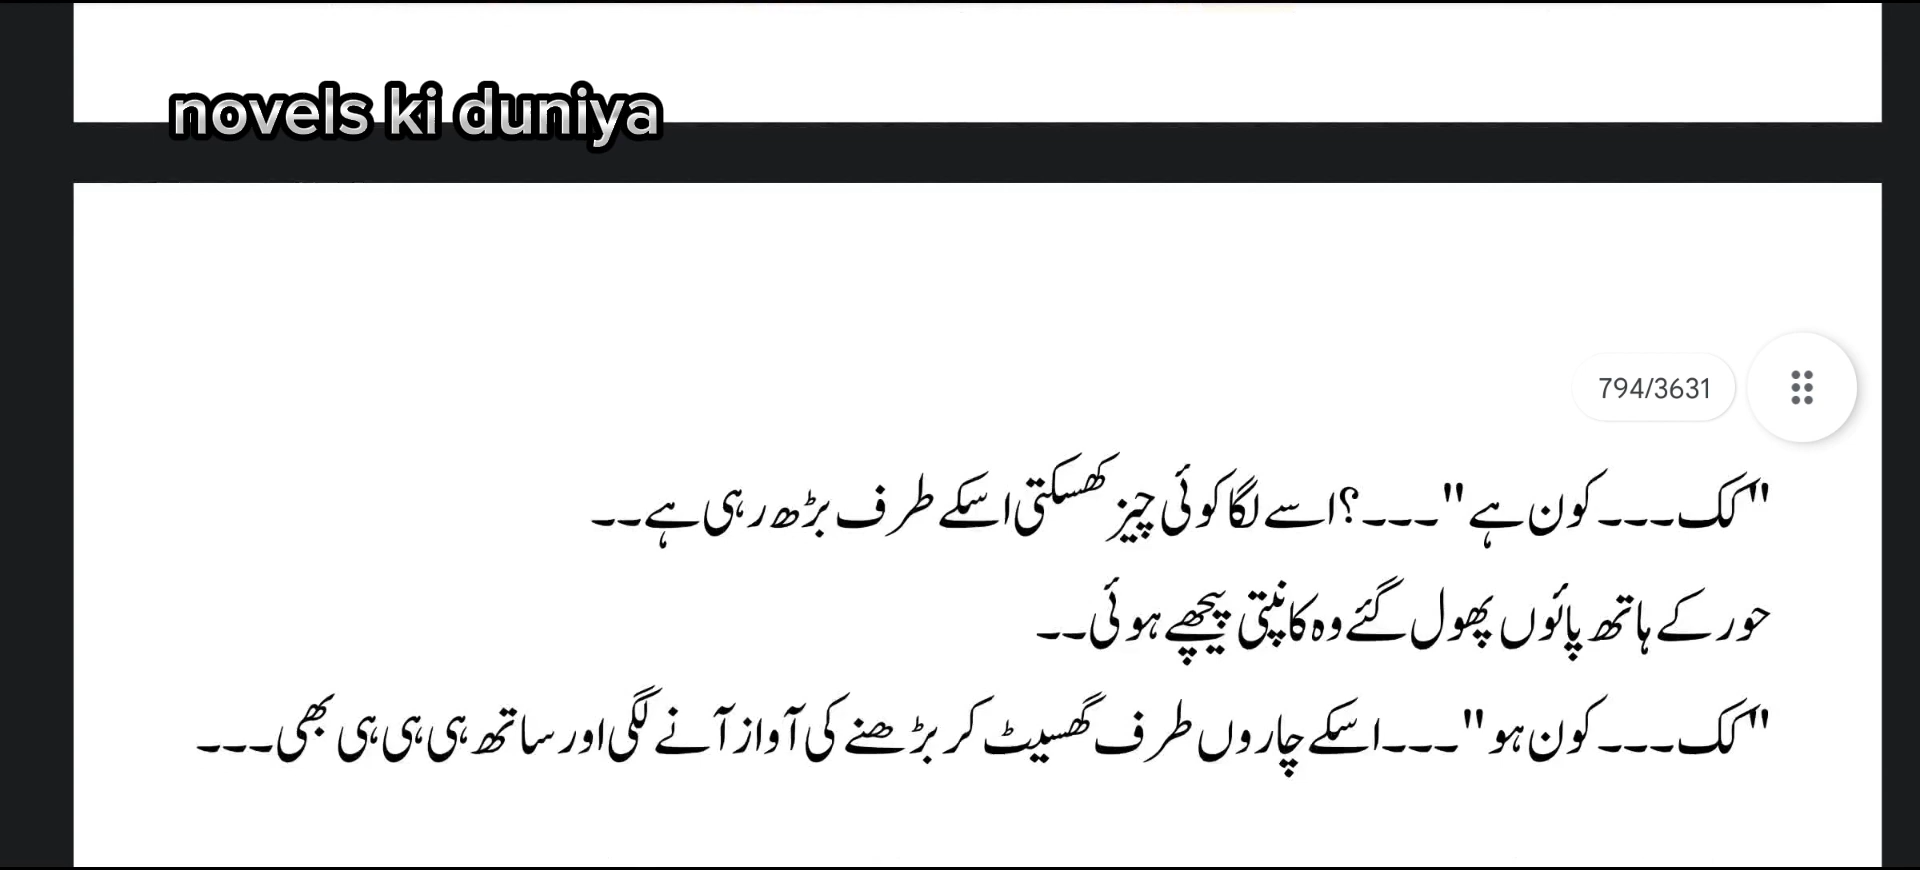 novels ki duniya
794/3631
"کک۔۔۔کون ہے"۔۔۔؟اسے لگا کوئی چیز کھسکتی اسکے طرف بڑھ رہی ہے۔۔
حور کے ہاتھ پائوں پھول گئے وہ کانپتی پیچھے ہوئی۔۔
"کک۔۔۔کون ہو"۔۔۔اسکے چاروں طرف گھسیٹ کر بڑھنے کی آواز آنے لگی اور ساتھ ہی ہی ہی بھی۔۔۔